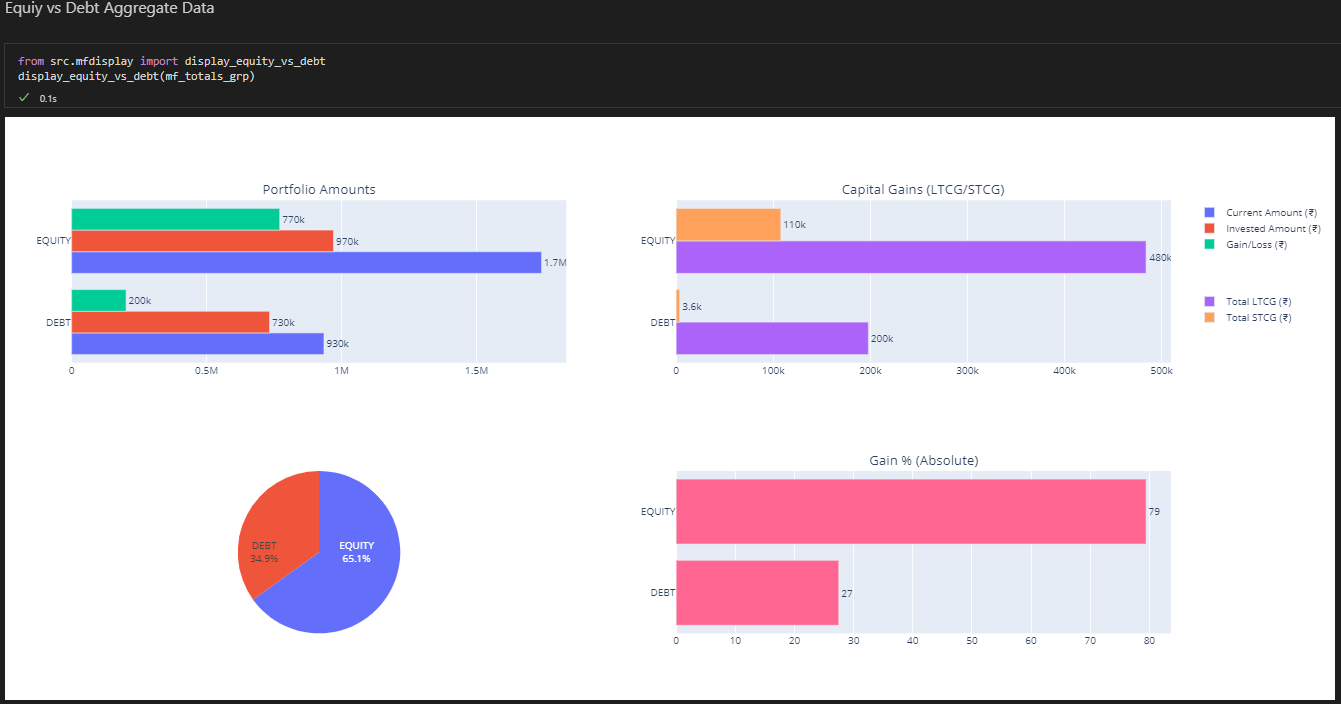 Equiy vs Debt Aggregate Data
from src.mfdisplay import display_equity_vs_debt
display_equity_vs_debt(mf_totals_grp)
0.1s
Portfolio Amounts
770k
EQUITY
970k
1.7M
200k
DEBT
730k
930k
0 0.5M 1M 1.5M
Capital Gains (LTCG/STCG)
110k
EQUITY
480k
3.6k
DEBT
200k
0 100k 200k 300k 400k 500k
Current Amount (₹)
Invested Amount (₹)
Gain/Loss (₹)
Total LTCG (₹)
Total STCG (₹)
DEBT
34.9%
EQUITY
65.1%
Gain % (Absolute)
EQUITY 79
DEBT 27
0 10 20 30 40 50 60 70 80